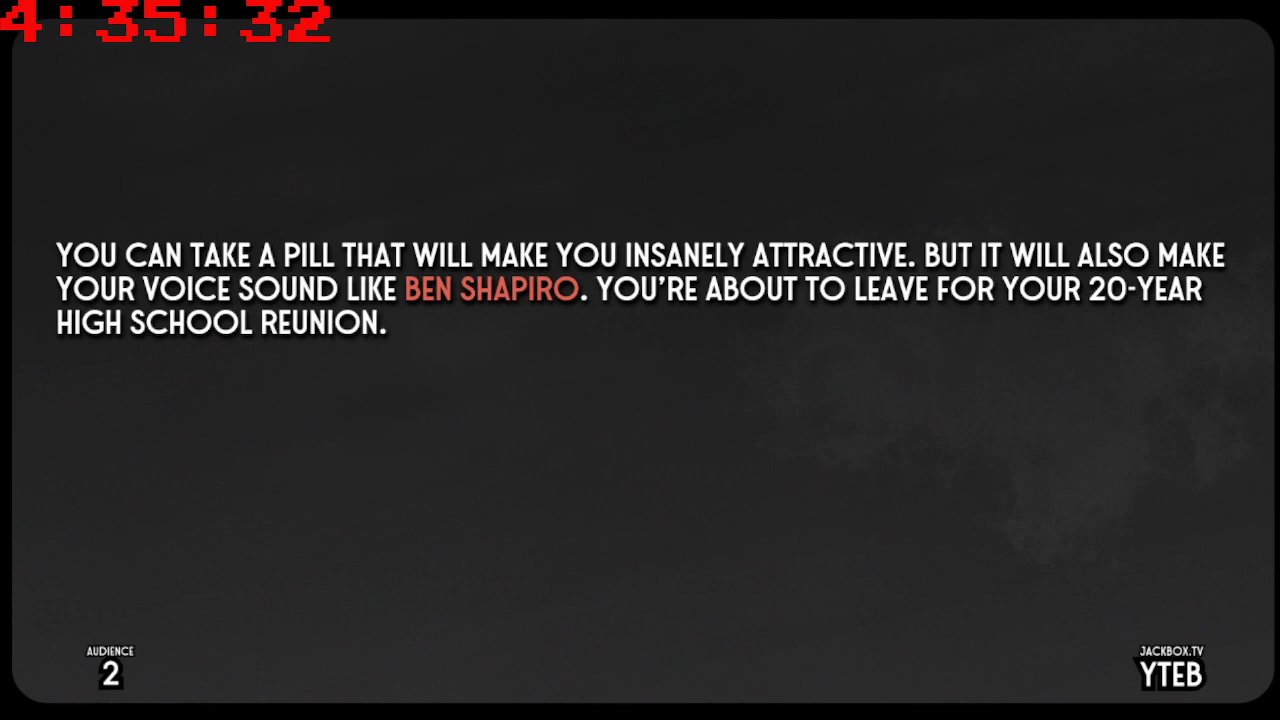 4:35:32
YOU CAN TAKE A PILL THAT WILL MAKE YOU INSANELY ATTRACTIVE. BUT IT WILL ALSO MAKE
YOUR VOICE SOUND LIKE BEN SHAPIRO. YOU'RE ABOUT TO LEAVE FOR YOUR 20-YEAR
HIGH SCHOOL REUNION.
AUDIENCE
2
JACKBOX.TV
YTEB